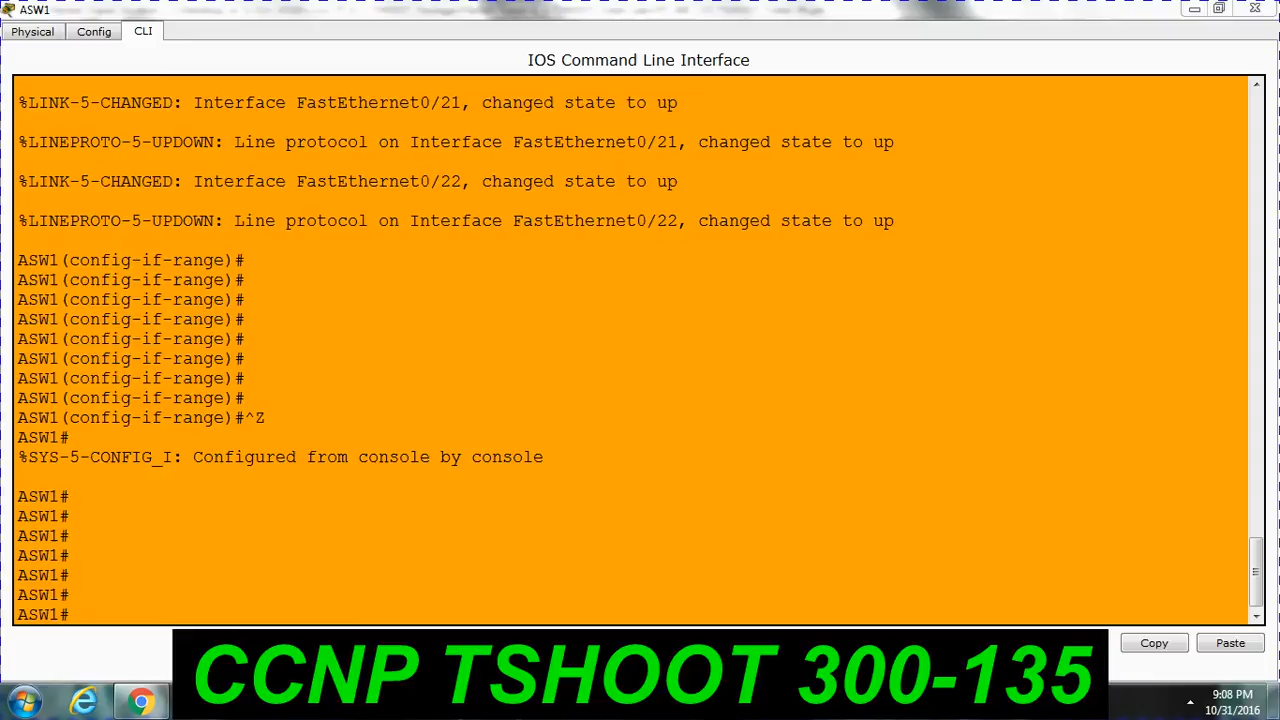 ASW1
Physical Config CLI
IOS Command Line Interface
%LINK-5-CHANGED: Interface FastEthernet0/21, changed state to up
%LINEPROTO-5-UPDOWN: Line protocol on Interface FastEthernet0/21, changed state to up
%LINK-5-CHANGED: Interface FastEthernet0/22, changed state to up
%LINEPROTO-5-UPDOWN: Line protocol on Interface FastEthernet0/22, changed state to up
ASW1(config-if-range)#
ASW1(config-if-range)#
ASW1(config-if-range)#
ASW1(config-if-range)#
ASW1(config-if-range)#
ASW1(config-if-range)#
ASW1(config-if-range)#
ASW1(config-if-range)#
ASW1(config-if-range)#^Z
ASW1#
%SYS-5-CONFIG_I: Configured from console by console
ASW1#
ASW1#
ASW1#
ASW1#
ASW1#
ASW1#
ASW1#
Copy Paste
CCNP TSHOOT 300-135
9:08 PM
10/31/2016